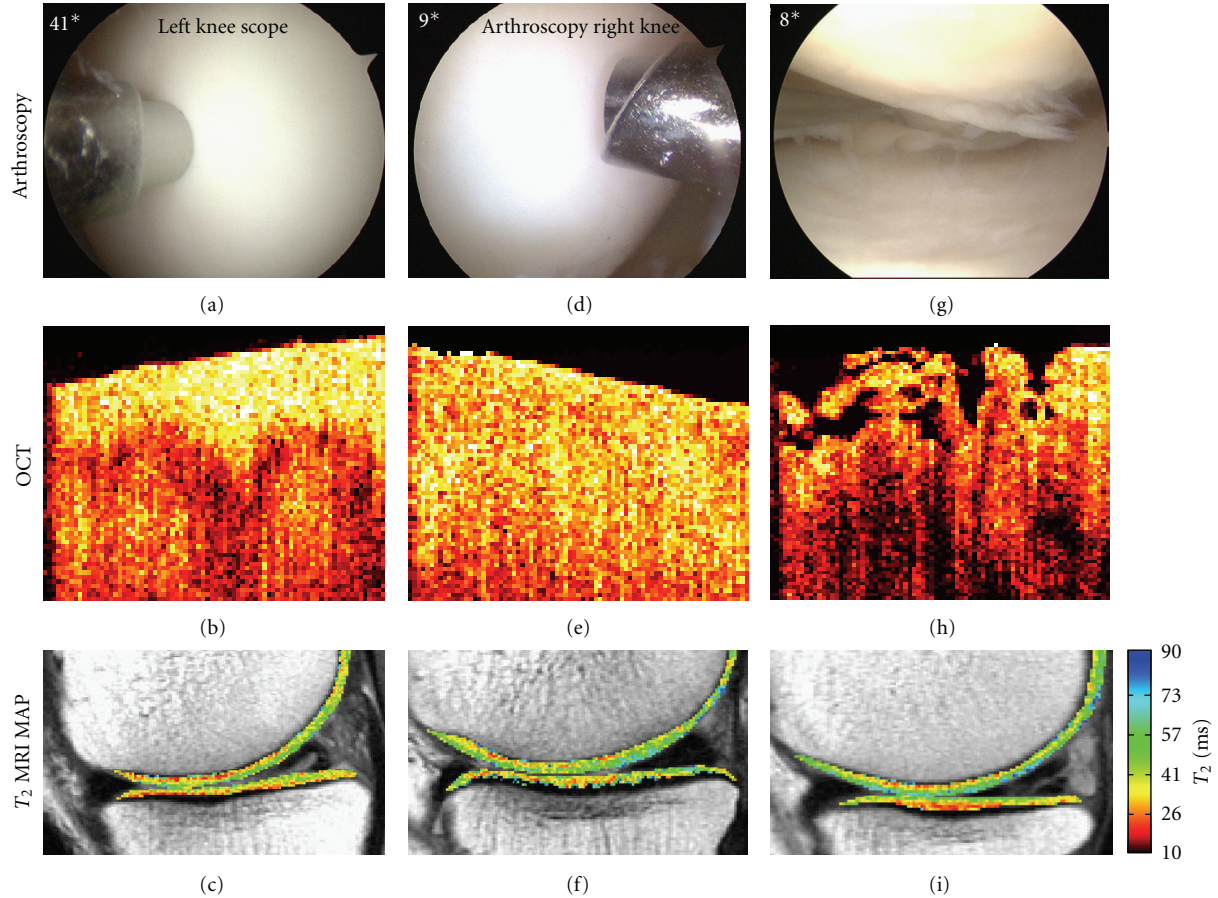 41* Left knee scope
9* Arthroscopy right knee
8*
Arthroscopy
(a) (d) (g)
OCT
(b) (e) (h)
T₂ MRI MAP
90
73
57
41
26
10
T₂ (ms)
(c) (f) (i)